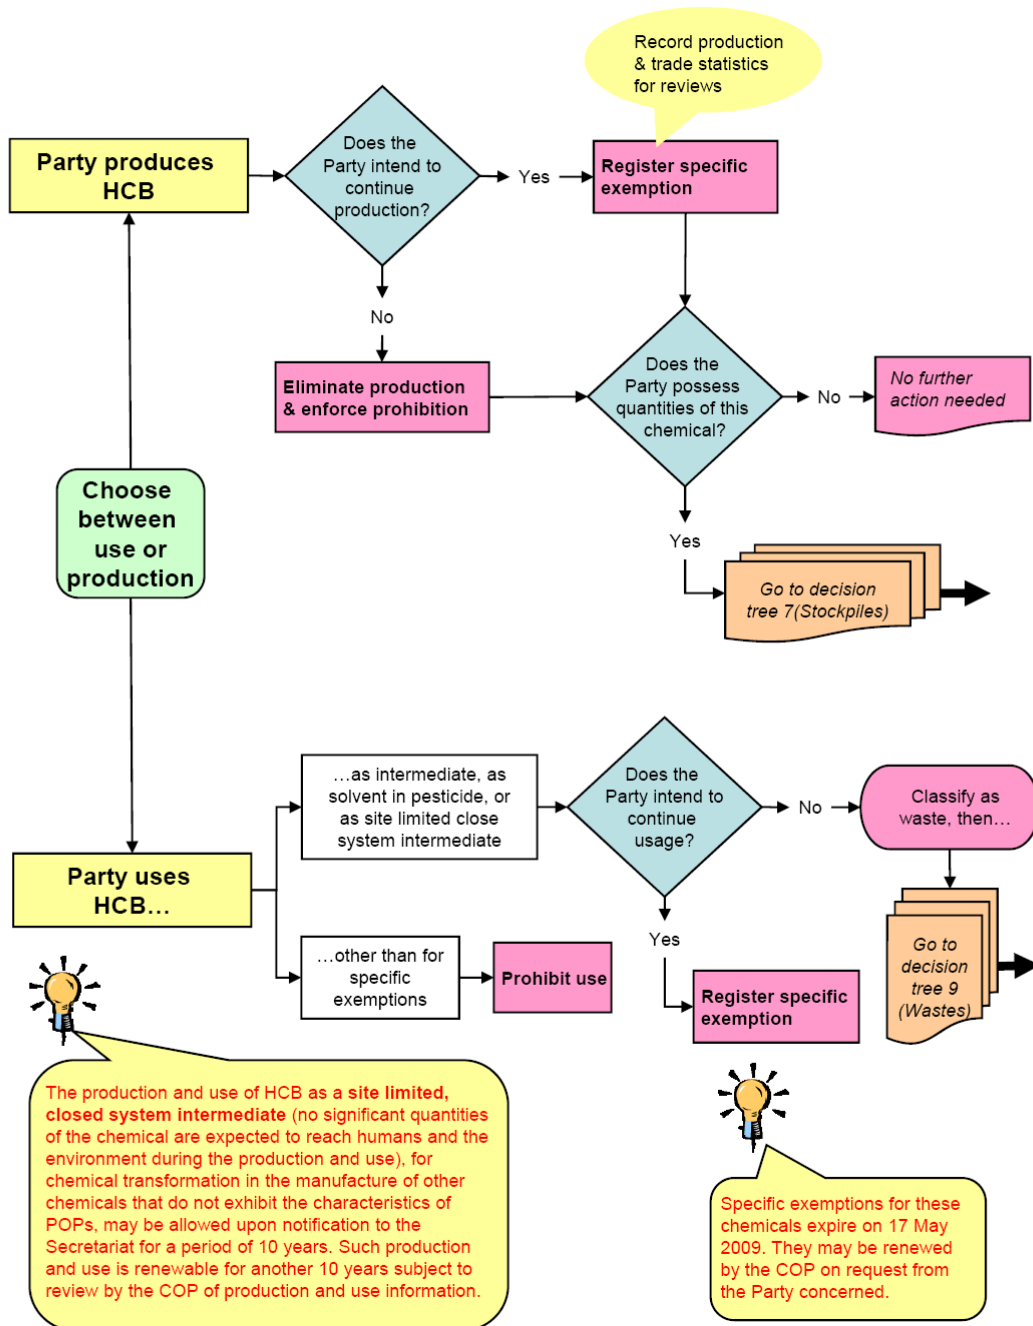 Record production
& trade statistics
for reviews
Party produces
HCB
Does the
Party intend to
continue
production?
Yes
Register specific
exemption
No
Eliminate production
& enforce prohibition
Does the
Party possess
quantities of this
chemical?
No
No further
action needed
Choose
between
use or
production
Yes
Go to decision
tree 7(Stockpiles)
…as intermediate, as
solvent in pesticide, or
as site limited close
system intermediate
Does the
Party intend to
continue
usage?
No
Classify as
waste, then…
Party uses
HCB…
Yes
Go to
decision
tree 9
(Wastes)
…other than for
specific
exemptions
Prohibit use
Register specific
exemption
The production and use of HCB as a site limited,
closed system intermediate (no significant quantities
of the chemical are expected to reach humans and the
environment during the production and use), for
chemical transformation in the manufacture of other
chemicals that do not exhibit the characteristics of
POPs, may be allowed upon notification to the
Secretariat for a period of 10 years. Such production
and use is renewable for another 10 years subject to
review by the COP of production and use information.
Specific exemptions for these
chemicals expire on 17 May
2009. They may be renewed
by the COP on request from
the Party concerned.